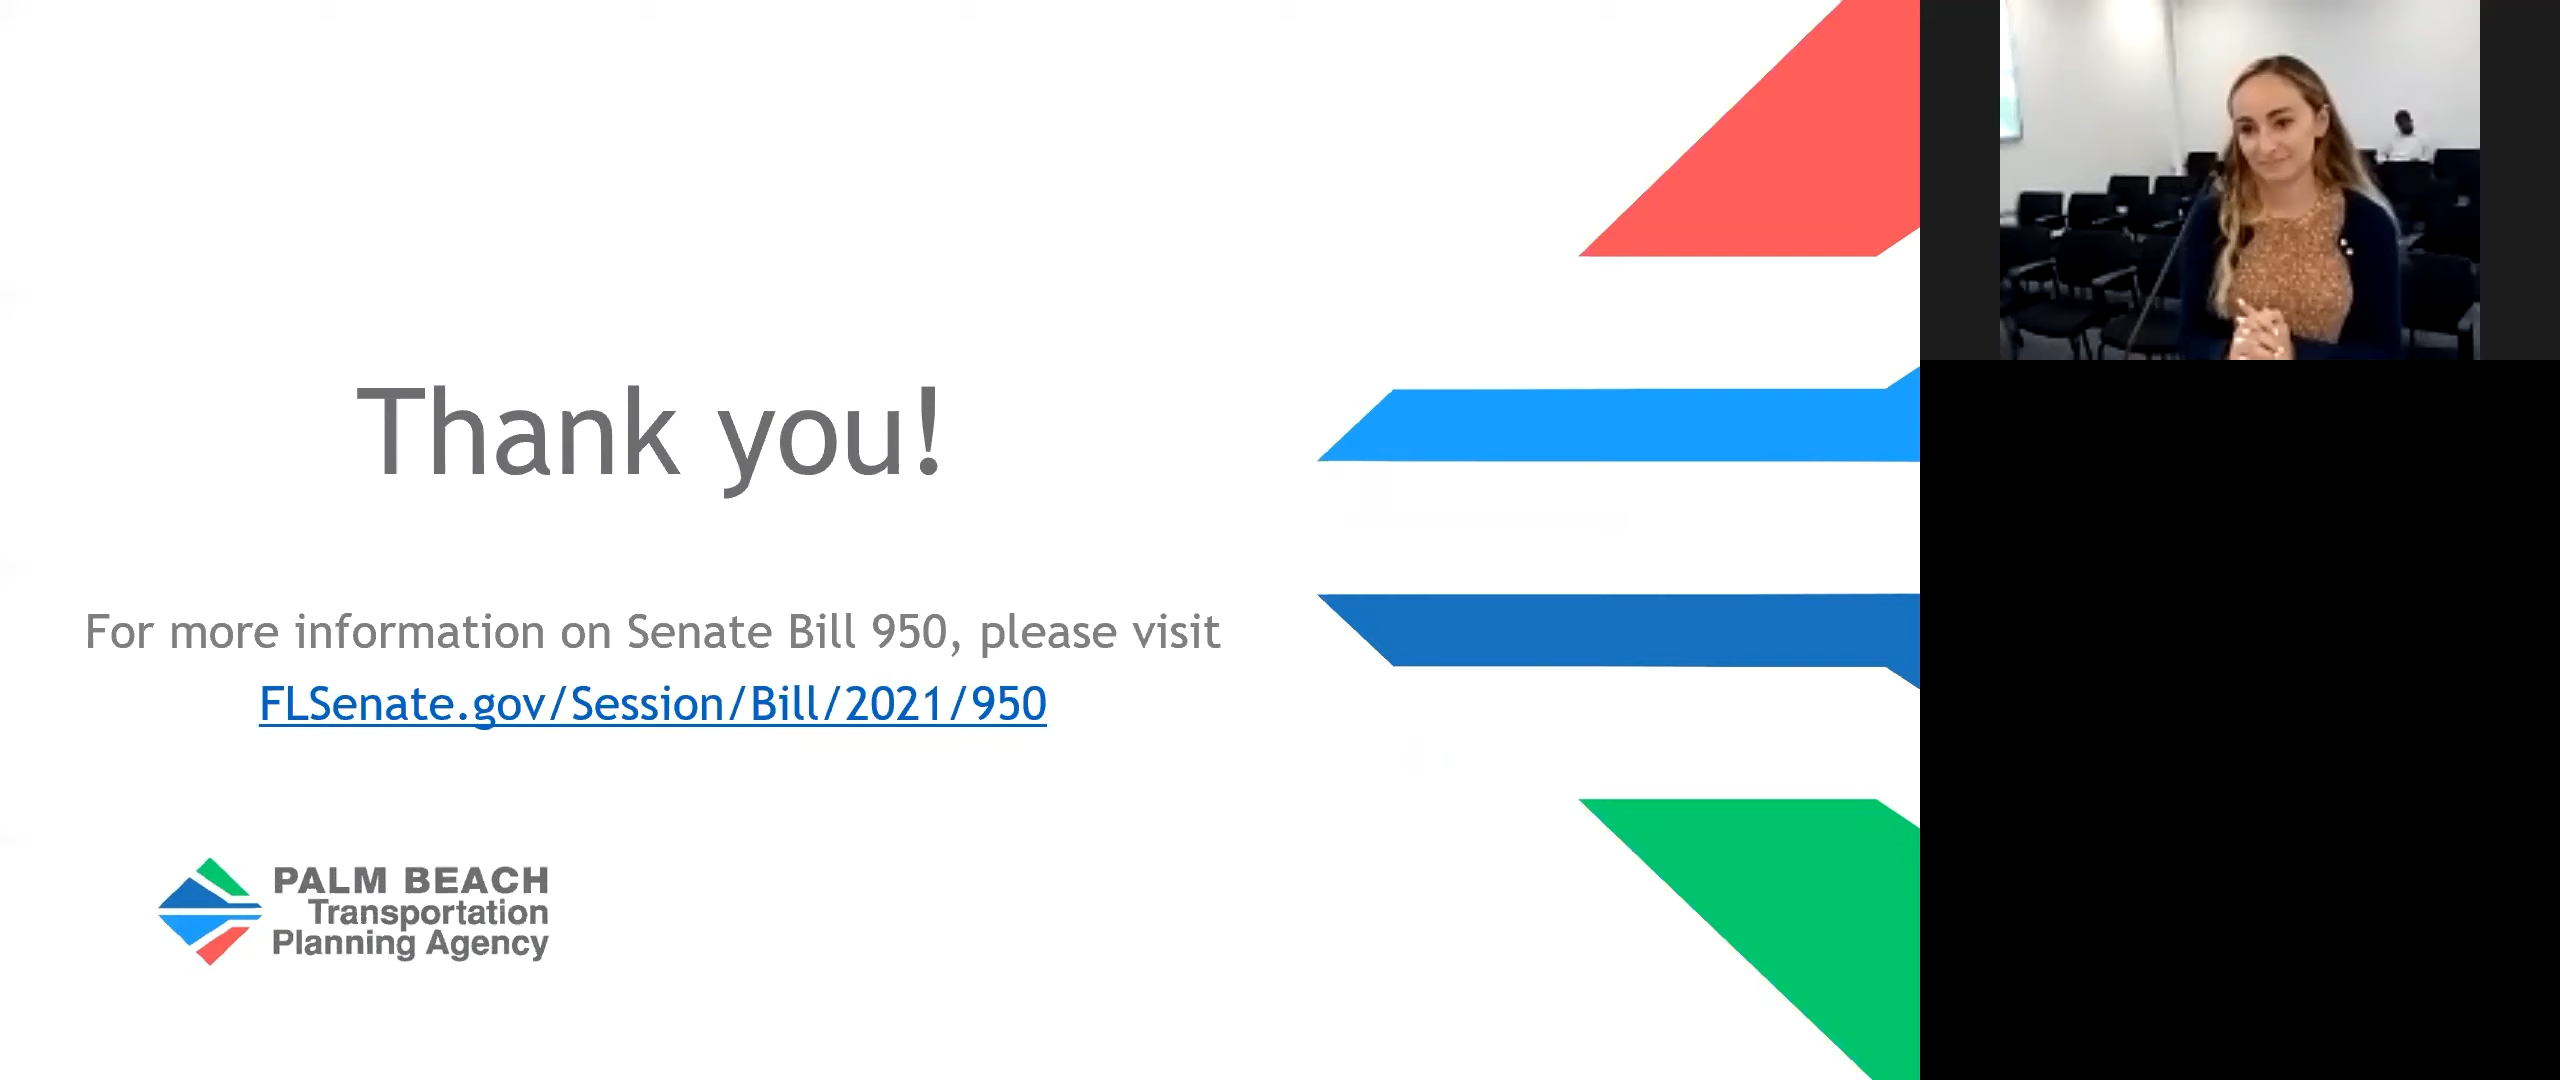 Thank you!
For more information on Senate Bill 950, please visit
FLSenate.gov/Session/Bill/2021/950
PALM BEACH
Transportation
Planning Agency